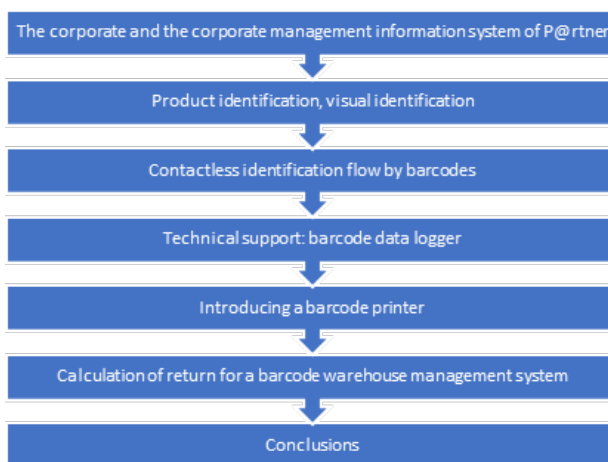 The corporate and the corporate management information system of P@rtner
Product identification, visual identification
Contactless identification flow by barcodes
Technical support: barcode data logger
Introducing a barcode printer
Calculation of return for a barcode warehouse management system
Conclusions